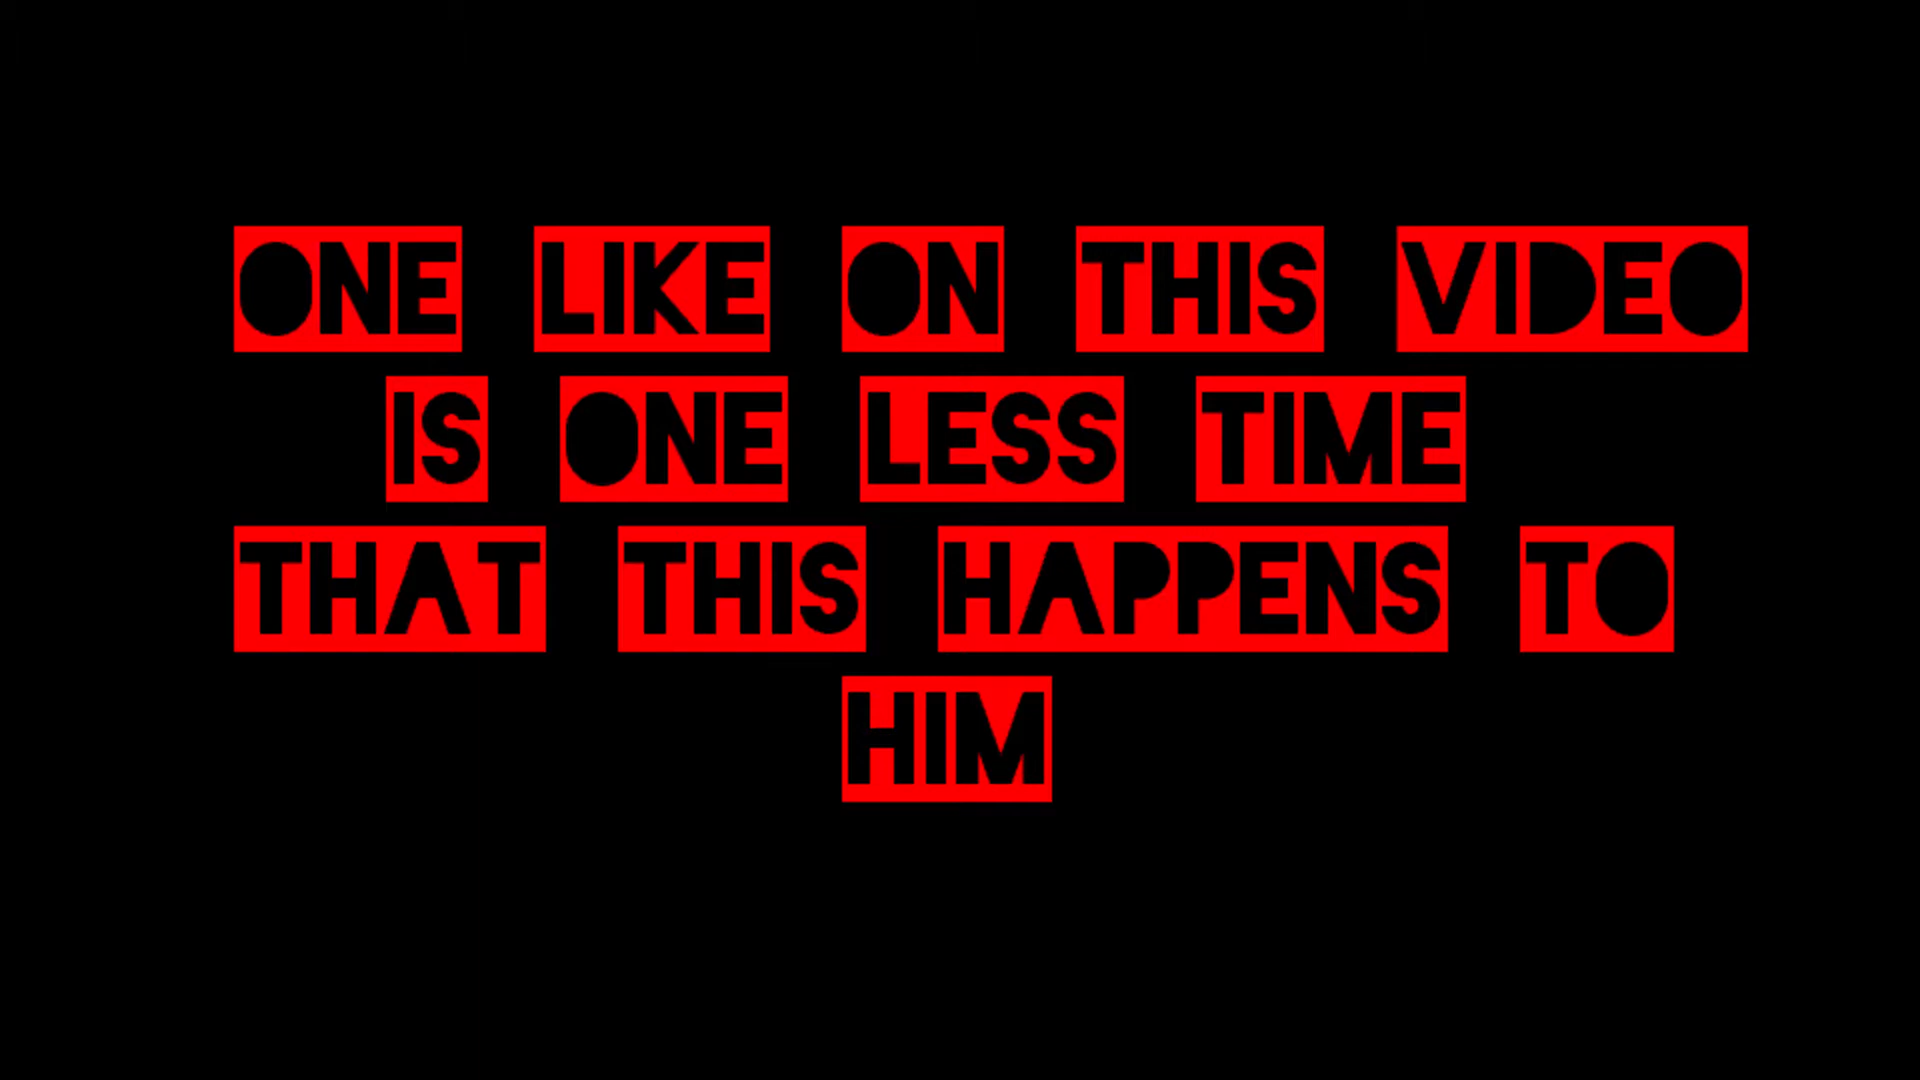 ONE LIKE ON THIS VIDEO
IS ONE LESS TIME
THAT THIS HAPPENS TO
HIM